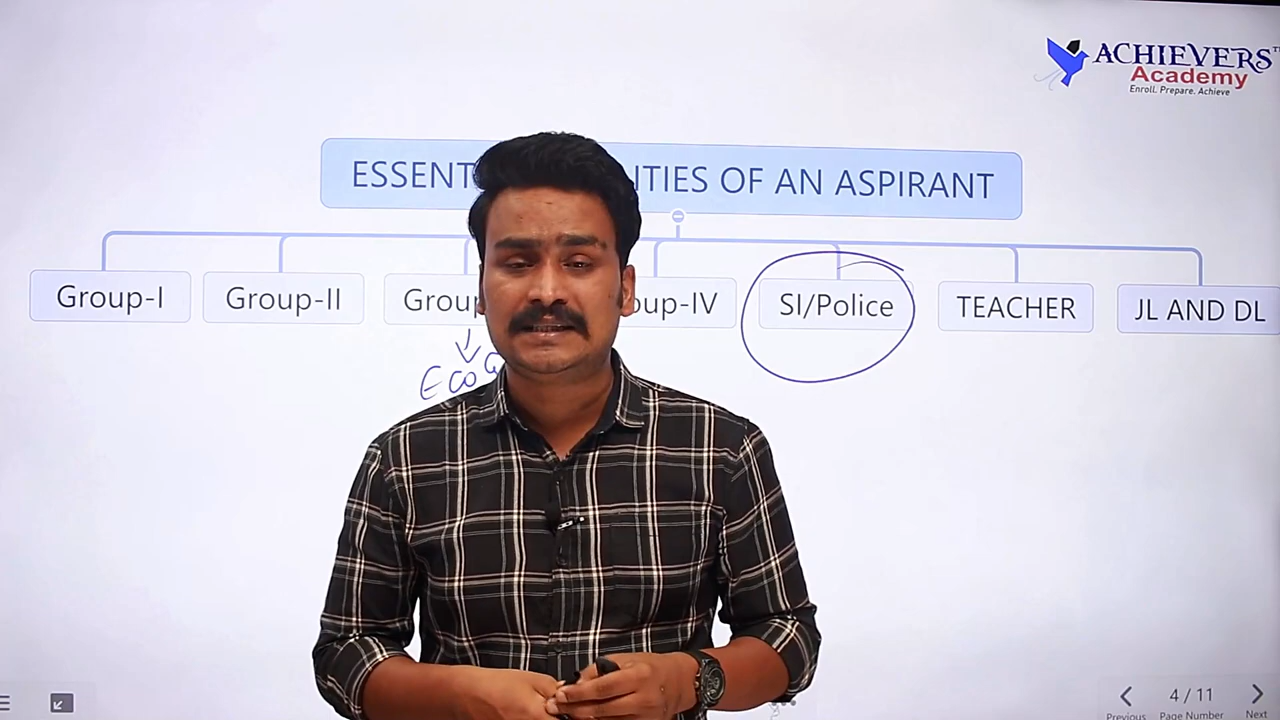 ACHIEVERS
Academy
Enroll. Prepare. Achieve
ESSENT ITIES OF AN ASPIRANT
Group-I
Group-II
Group
oup-IV
SI/Police
TEACHER
JL AND DL
Eco
4 / 11
Previous
Page Number
Next